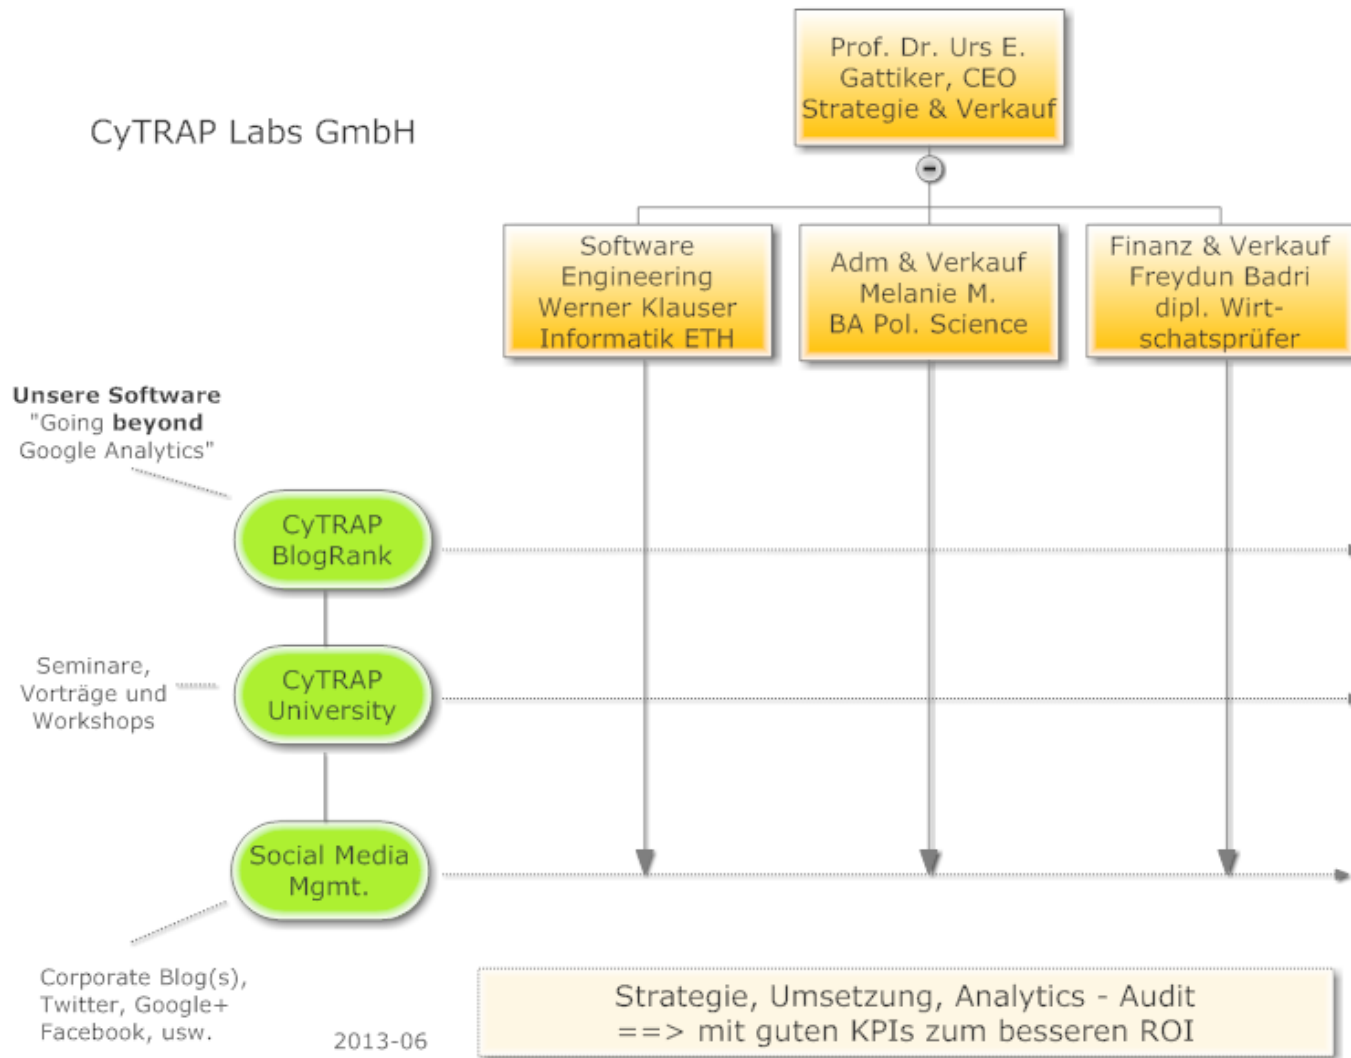 CyTRAP Labs GmbH
Prof. Dr. Urs E.
Gattiker, CEO
Strategie & Verkauf
Software
Engineering
Werner Klauser
Informatik ETH
Adm & Verkauf
Melanie M.
BA Pol. Science
Finanz & Verkauf
Freydun Badri
dipl. Wirt-
schatsprüfer
Unsere Software
"Going beyond
Google Analytics"
CyTRAP
BlogRank
Seminare,
Vorträge und
Workshops
CyTRAP
University
Social Media
Mgmt.
Corporate Blog(s),
Twitter, Google+
Facebook, usw.
2013-06
Strategie, Umsetzung, Analytics - Audit
==> mit guten KPIs zum besseren ROI